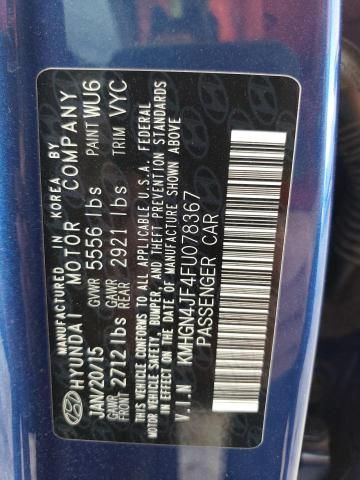 MANUFACTURED IN KOREA BY
HYUNDAI MOTOR COMPANY
JAN/20/15 GVWR 5556 lbs PAINT WU6
GAWR FRONT 2712 lbs GAWR REAR 2921 lbs TRIM VYC
THIS VEHICLE CONFORMS TO ALL APPLICABLE U.S.A. FEDERAL
MOTOR VEHICLE SAFETY, BUMPER, AND THEFT PREVENTION STANDARDS
IN EFFECT ON THE DATE OF MANUFACTURE SHOWN ABOVE
V.I.N KMHGN4JF4FU078367
PASSENGER CAR